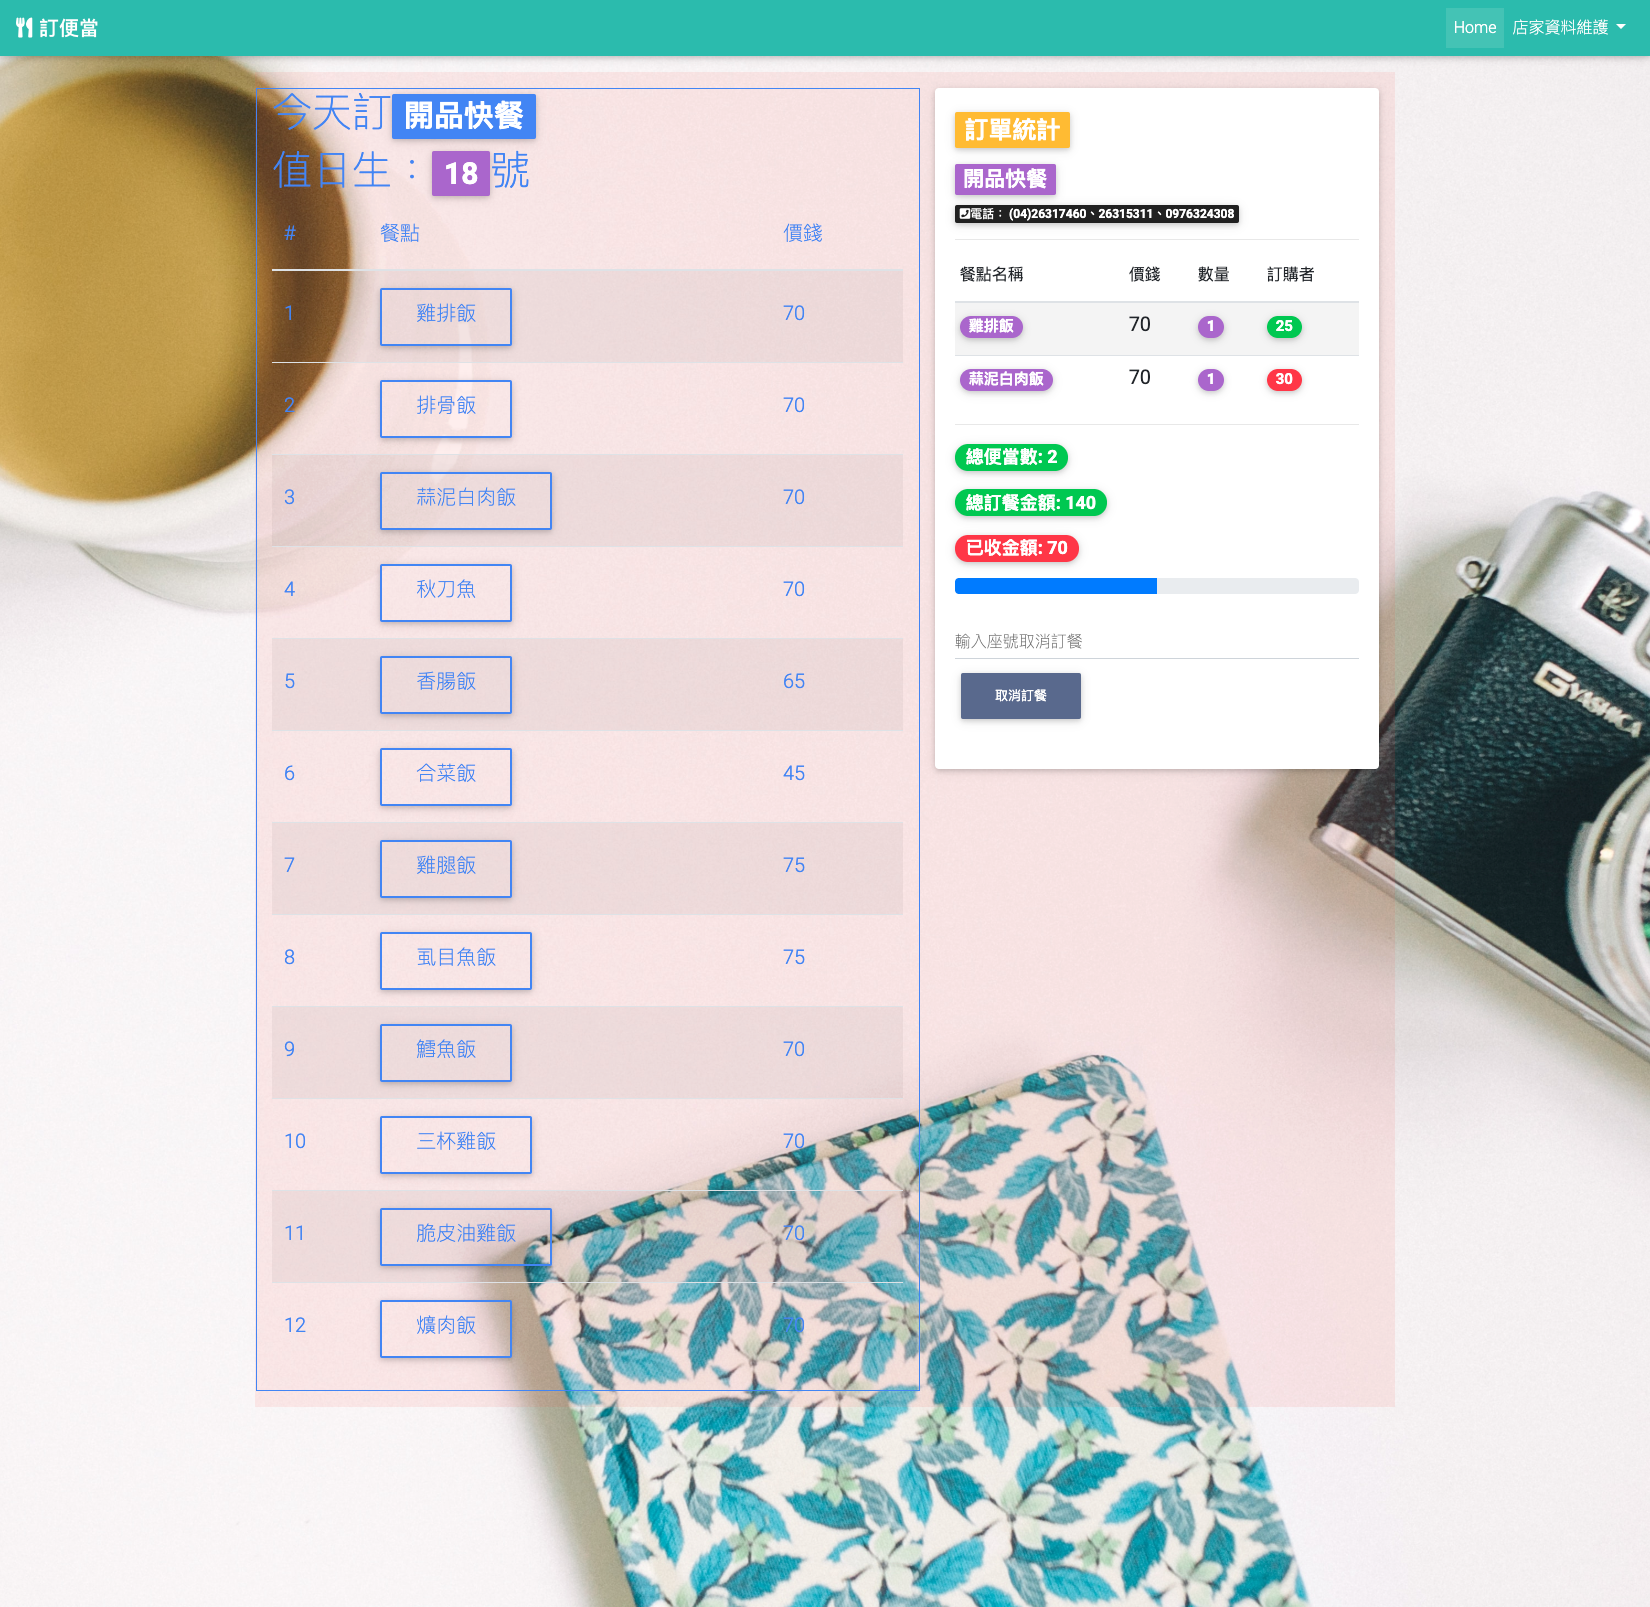 訂便當
Home 店家資料維護
今天訂 開品快餐
值日生： 18 號
# 餐點 價錢
1 雞排飯 70
2 排骨飯 70
3 蒜泥白肉飯 70
4 秋刀魚 70
5 香腸飯 65
6 合菜飯 45
7 雞腿飯 75
8 虱目魚飯 75
9 鱈魚飯 70
10 三杯雞飯 70
11 脆皮油雞飯 70
12 爌肉飯 70
訂單統計
開品快餐
電話： (04)26317460、26315311、0976324308
餐點名稱 價錢 數量 訂購者
雞排飯 70 1 25
蒜泥白肉飯 70 1 30
總便當數: 2
總訂餐金額: 140
已收金額: 70
輸入座號取消訂餐
取消訂餐
YASHICA